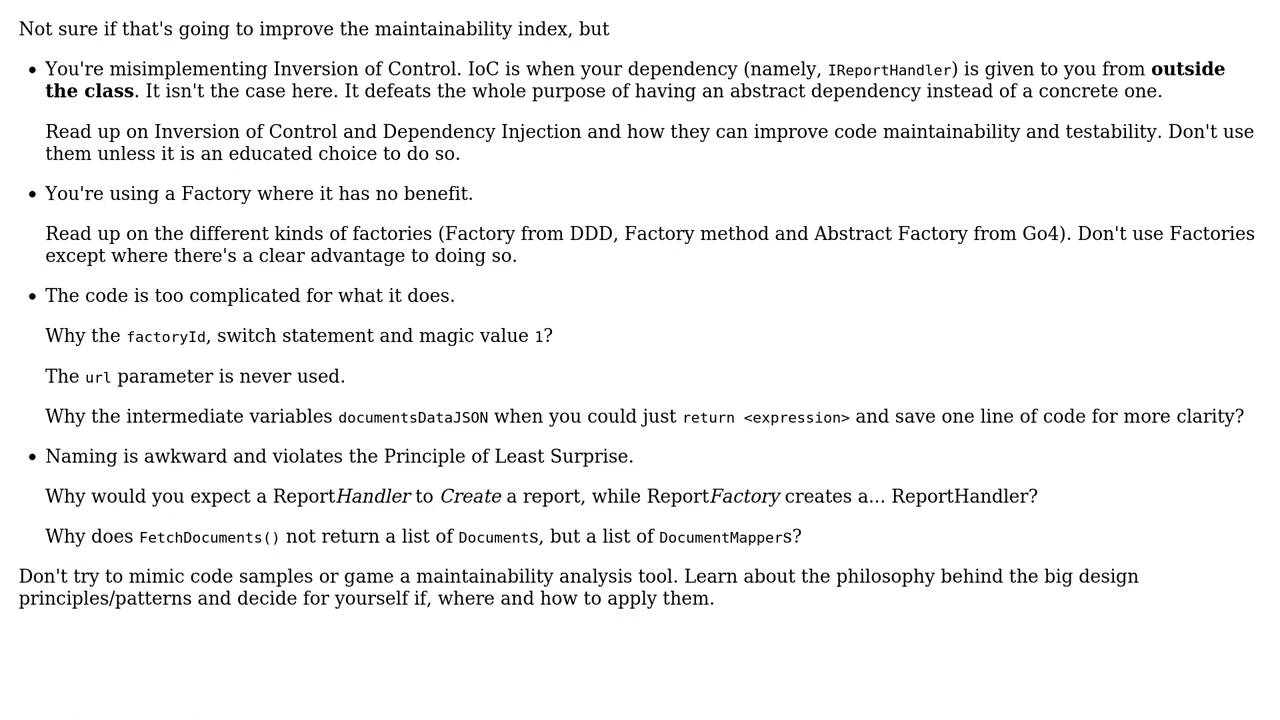 Not sure if that's going to improve the maintainability index, but
• You're misimplementing Inversion of Control. IoC is when your dependency (namely, IReportHandler) is given to you from outside
the class. It isn't the case here. It defeats the whole purpose of having an abstract dependency instead of a concrete one.
Read up on Inversion of Control and Dependency Injection and how they can improve code maintainability and testability. Don't use
them unless it is an educated choice to do so.
• You're using a Factory where it has no benefit.
Read up on the different kinds of factories (Factory from DDD, Factory method and Abstract Factory from Go4). Don't use Factories
except where there's a clear advantage to doing so.
• The code is too complicated for what it does.
Why the factoryId, switch statement and magic value 1?
The url parameter is never used.
Why the intermediate variables documentsDataJSON when you could just return <expression> and save one line of code for more clarity?
• Naming is awkward and violates the Principle of Least Surprise.
Why would you expect a ReportHandler to Create a report, while ReportFactory creates a... ReportHandler?
Why does FetchDocuments() not return a list of Documents, but a list of DocumentMappers?
Don't try to mimic code samples or game a maintainability analysis tool. Learn about the philosophy behind the big design
principles/patterns and decide for yourself if, where and how to apply them.